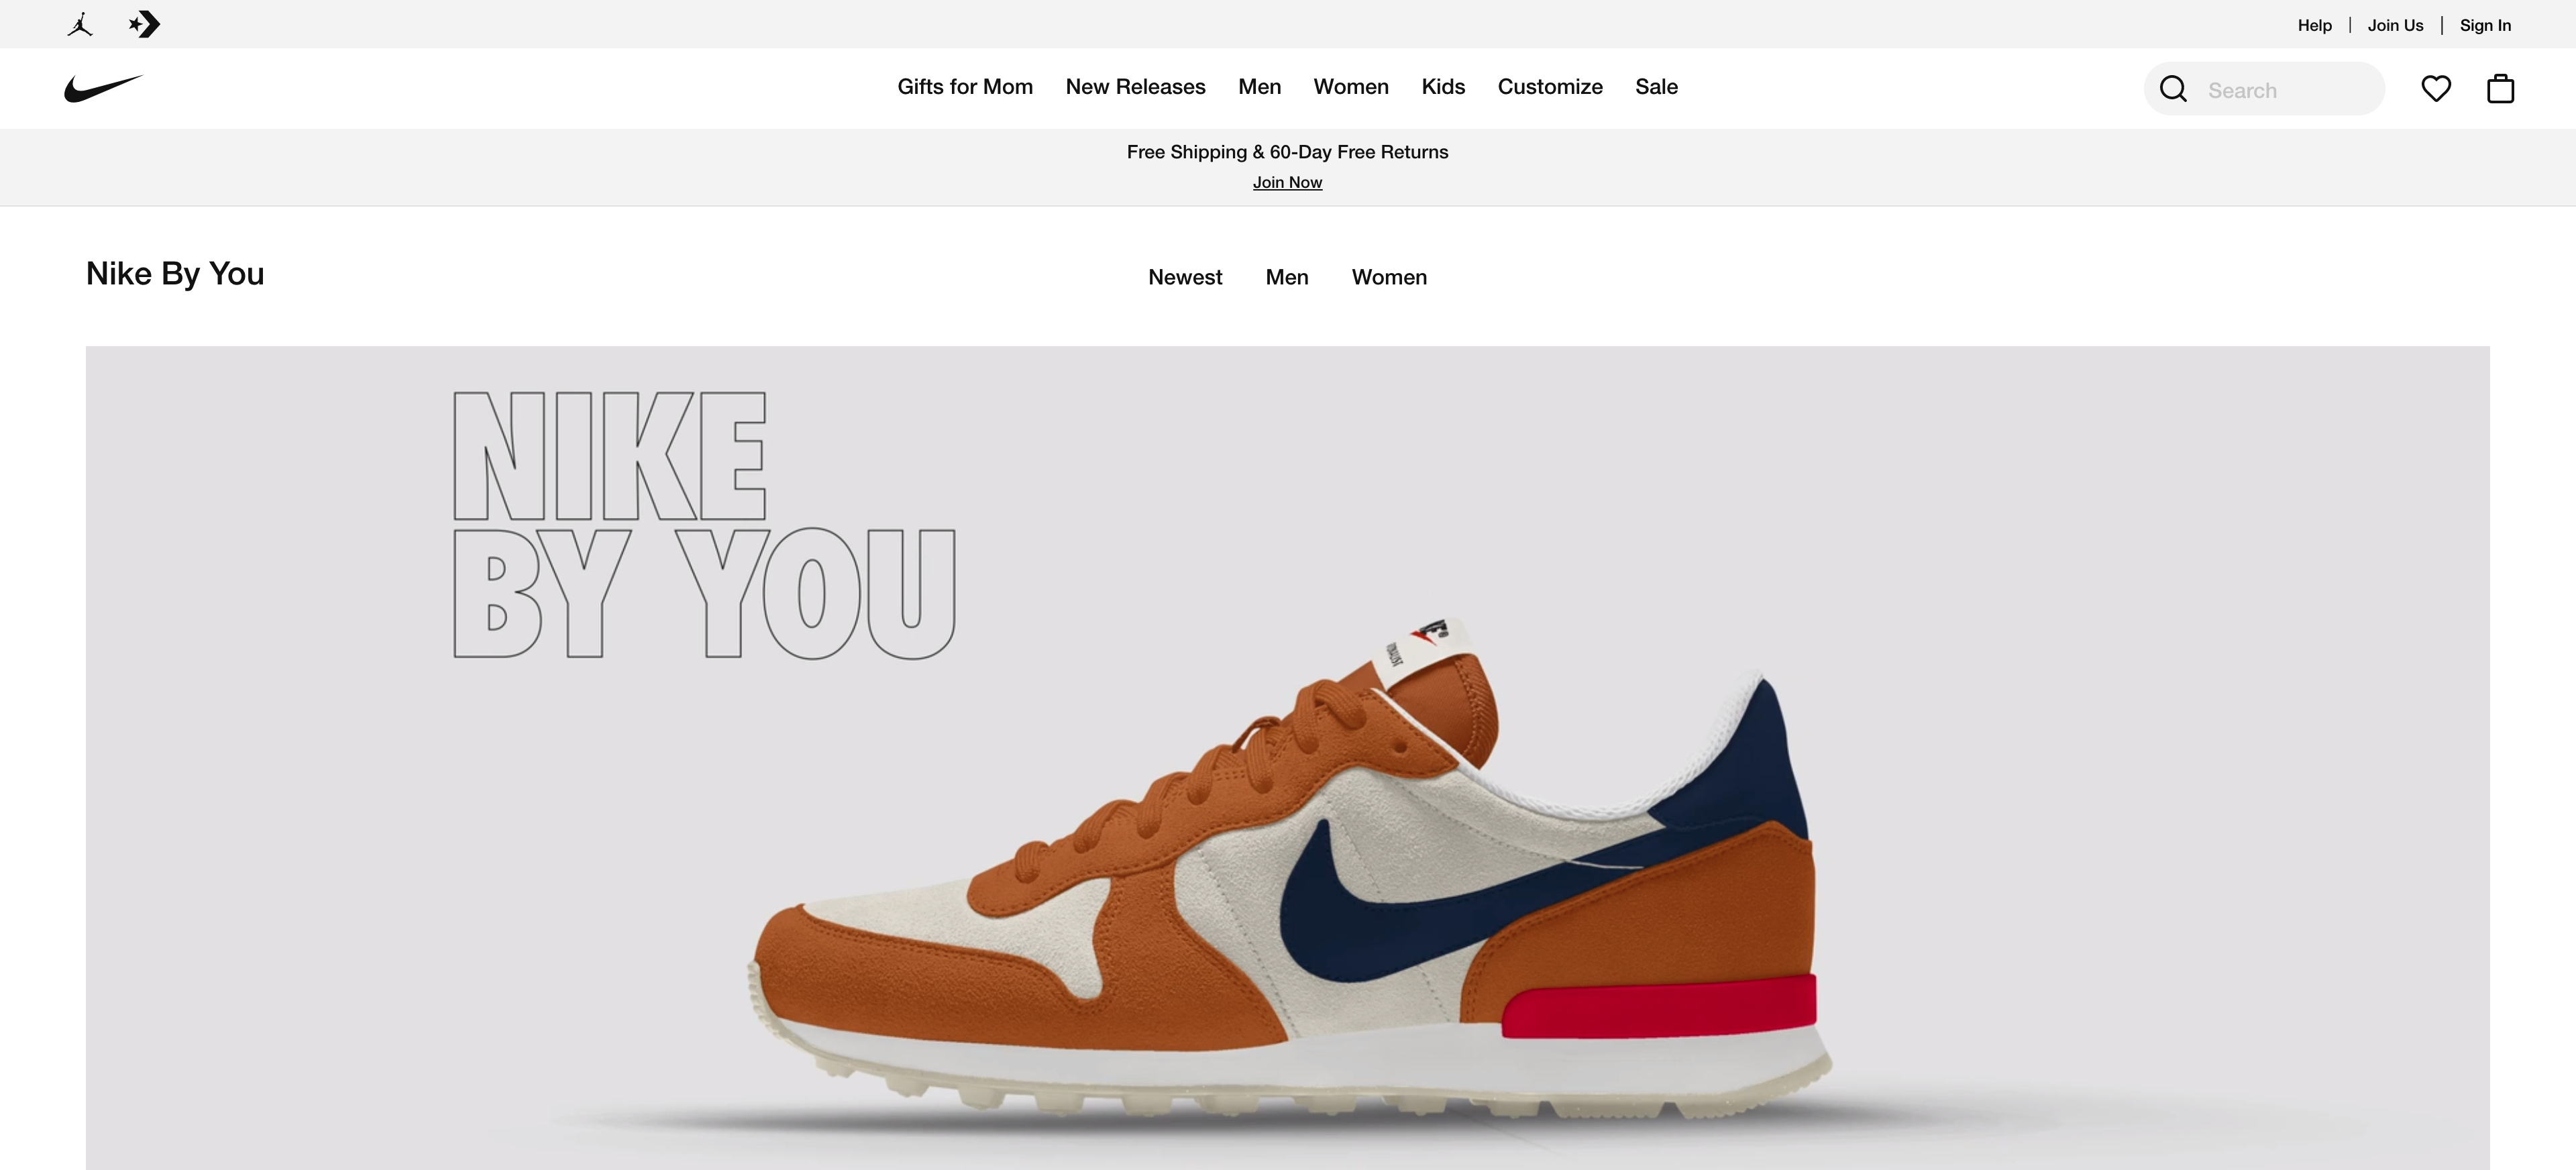 Help | Join Us | Sign In
Gifts for Mom New Releases Men Women Kids Customize Sale
Search
Free Shipping & 60-Day Free Returns
Join Now
Nike By You
Newest Men Women
NIKE
BY YOU